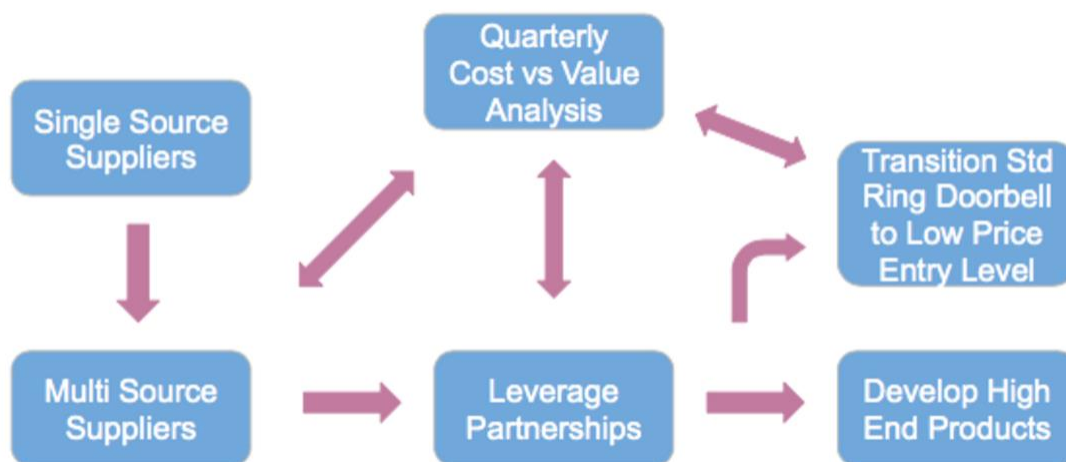 Quarterly
Cost vs Value
Analysis
Single Source
Suppliers
Transition Std
Ring Doorbell
to Low Price
Entry Level
Multi Source
Suppliers
Leverage
Partnerships
Develop High
End Products